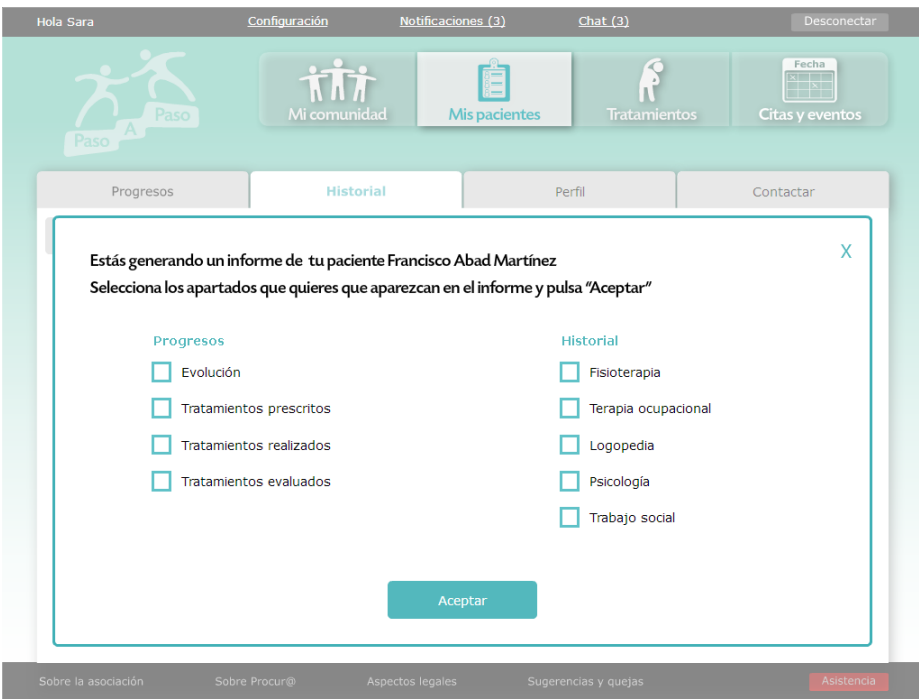 Hola Sara Configuración Notificaciones (3) Chat (3) Desconectar
Paso A Paso
Mi comunidad Mis pacientes Tratamientos Fecha Citas y eventos
Progresos Historial Perfil Contactar
X
Estás generando un informe de tu paciente Francisco Abad Martínez
Selecciona los apartados que quieres que aparezcan en el informe y pulsa “Aceptar”
Progresos
Evolución
Tratamientos prescritos
Tratamientos realizados
Tratamientos evaluados
Historial
Fisioterapia
Terapia ocupacional
Logopedia
Psicología
Trabajo social
Aceptar
Sobre la asociación Sobre Procur@ Aspectos legales Sugerencias y quejas Asistencia